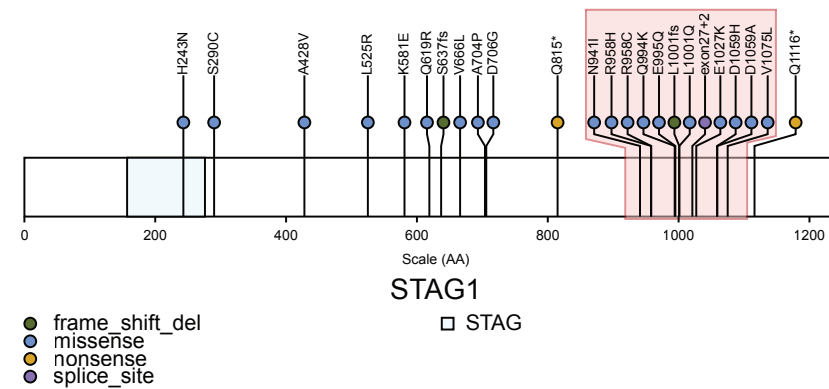 H243N
S290C
A428V
L525R
K581E
Q619R
S637fs
V666L
A704P
D706G
Q815*
N941I
R958H
R958C
Q994K
E995Q
L1001fs
L1001Q
exon27+2
E1027K
D1059H
D1059A
V1075L
Q1116*
0 200 400 600 800 1000 1200
Scale (AA)
STAG1
frame_shift_del
missense
nonsense
splice_site
STAG